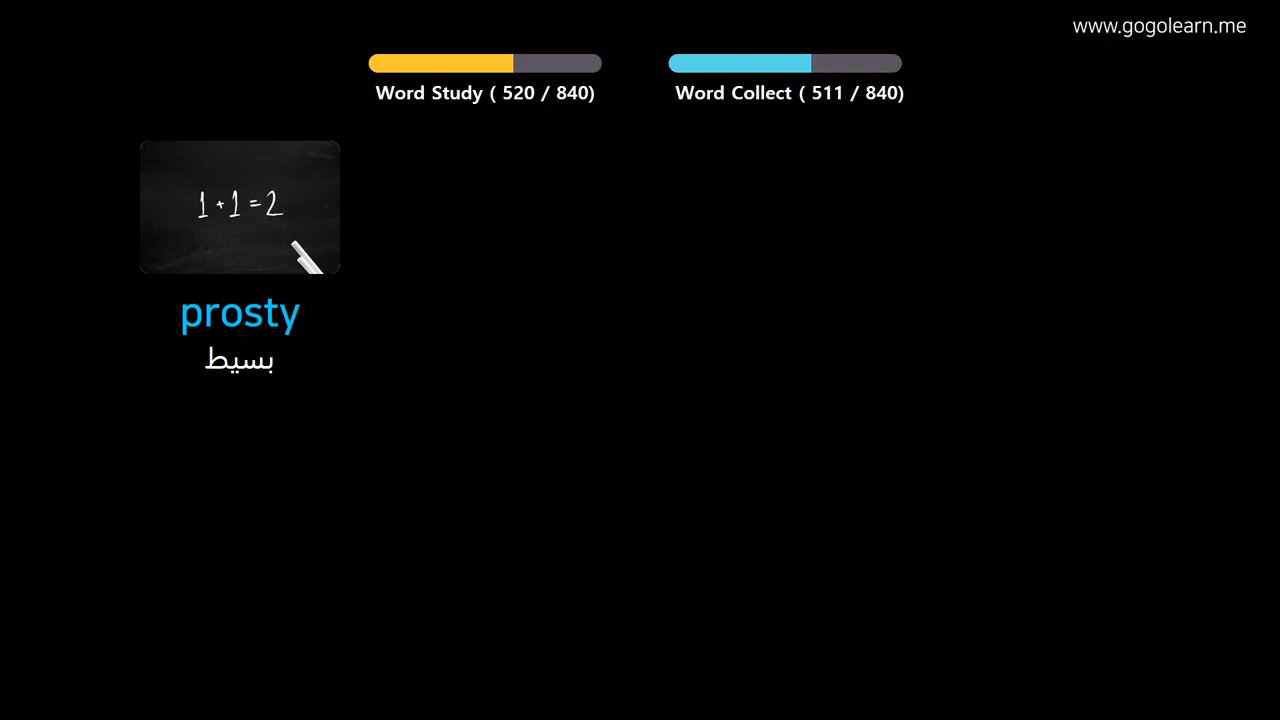 www.gogolearn.me
Word Study ( 520 / 840)
Word Collect ( 511 / 840)
1+1=2
prosty
بسيط